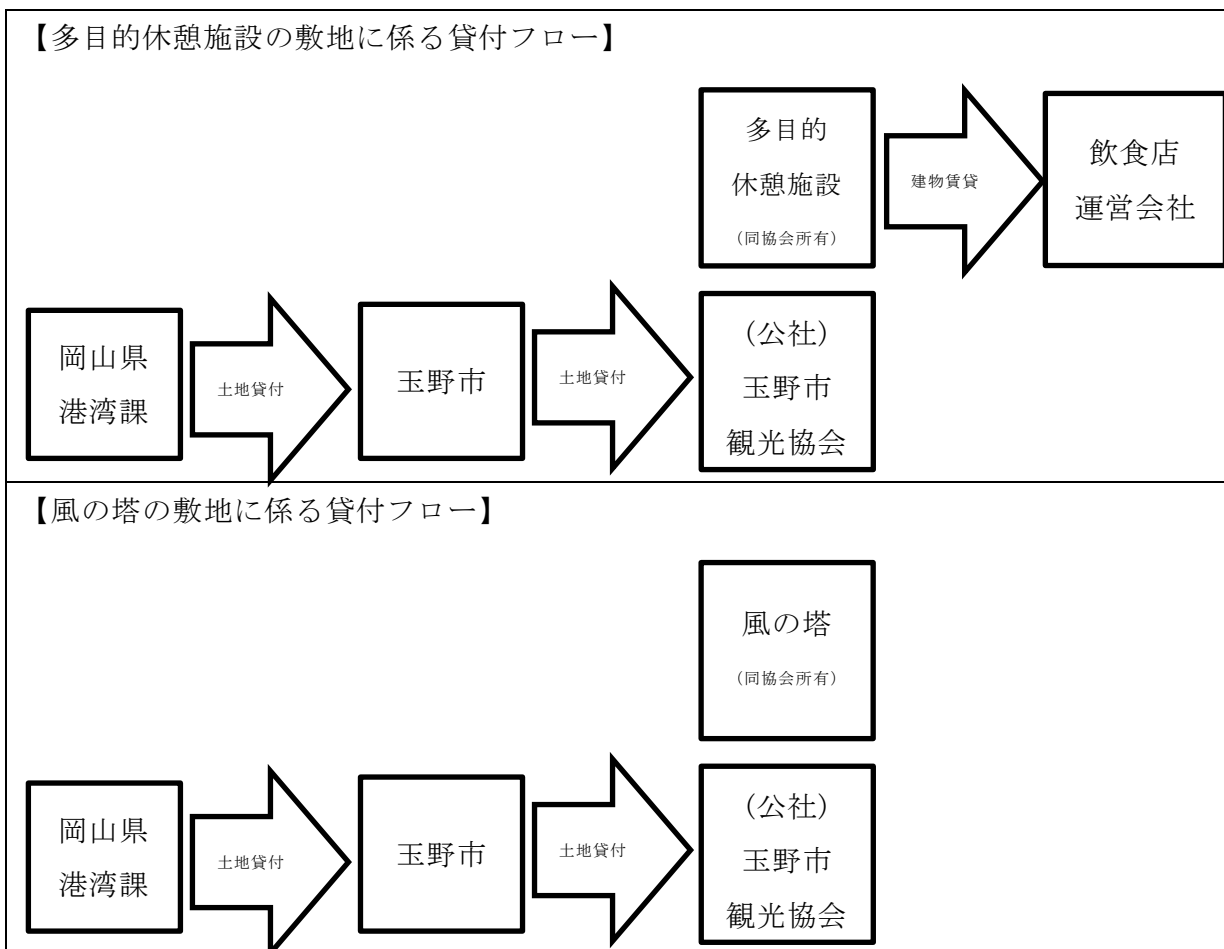 【多目的休憩施設の敷地に係る貸付フロー】
多目的
休憩施設
(同協会所有)
建物賃貸
飲食店
運営会社
岡山県
港湾課
土地貸付
玉野市
土地貸付
(公社)
玉野市
観光協会
【風の塔の敷地に係る貸付フロー】
風の塔
(同協会所有)
岡山県
港湾課
土地貸付
玉野市
土地貸付
(公社)
玉野市
観光協会